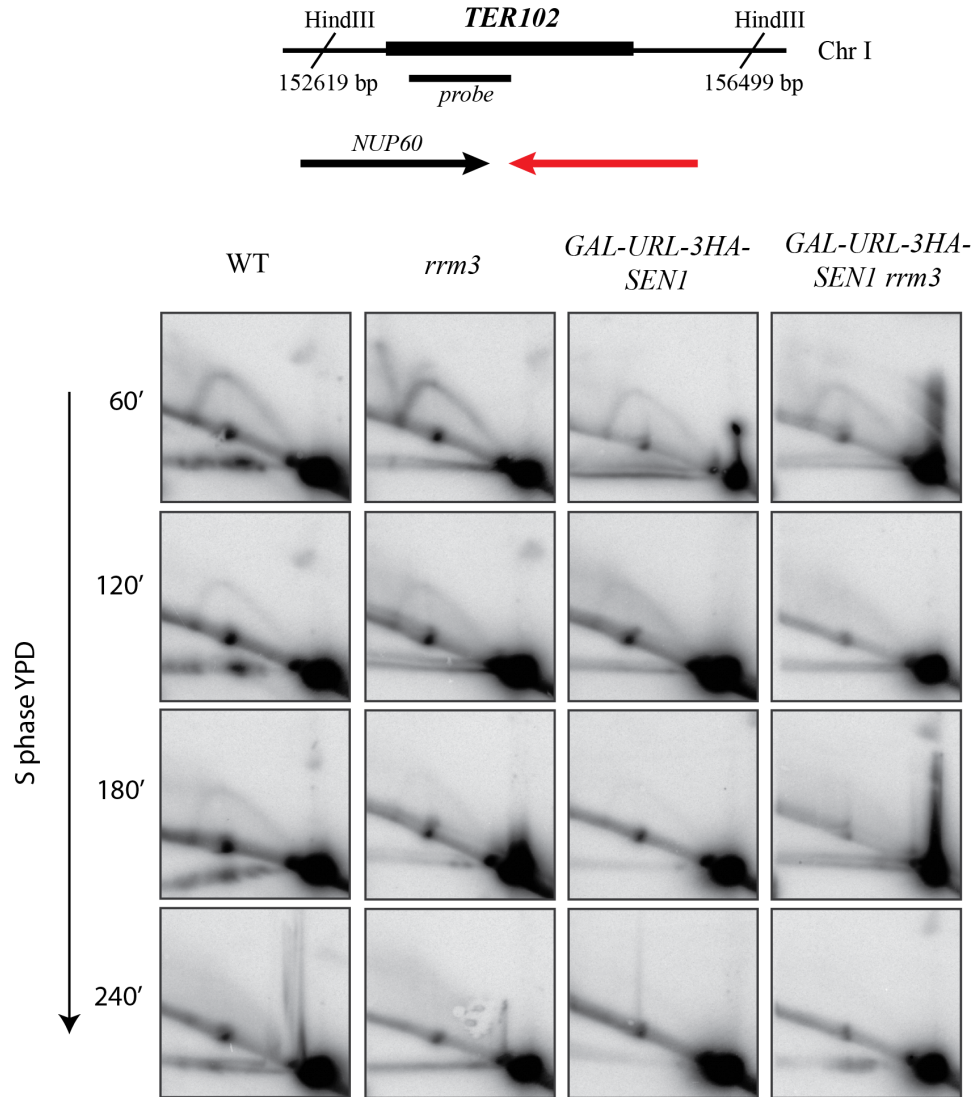 HindIII
TER102
HindIII
Chr I
152619 bp
probe
156499 bp
NUP60
WT
rrm3
GAL-URL-3HA-
SEN1
GAL-URL-3HA-
SEN1 rrm3
60′
120′
180′
240′
S phase YPD